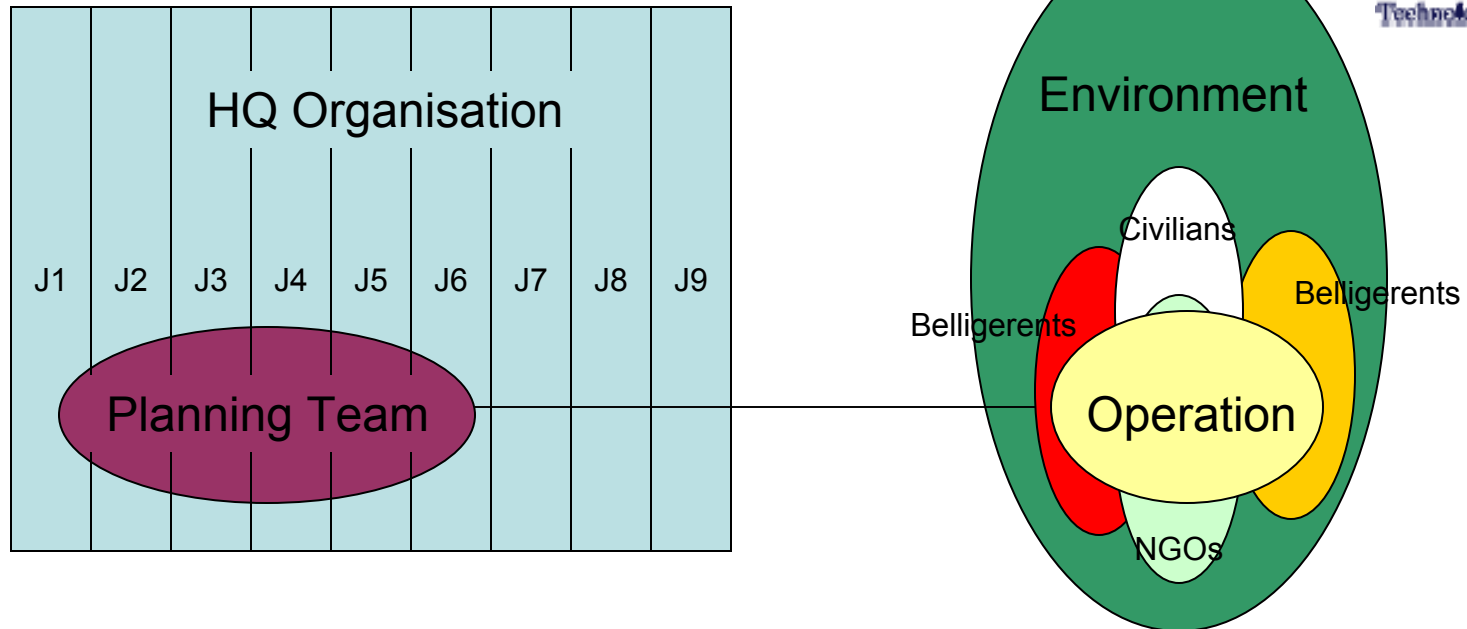 HQ Organisation
J1 J2 J3 J4 J5 J6 J7 J8 J9
Planning Team
Environment
Civilians
Belligerents
Belligerents
Operation
NGOs